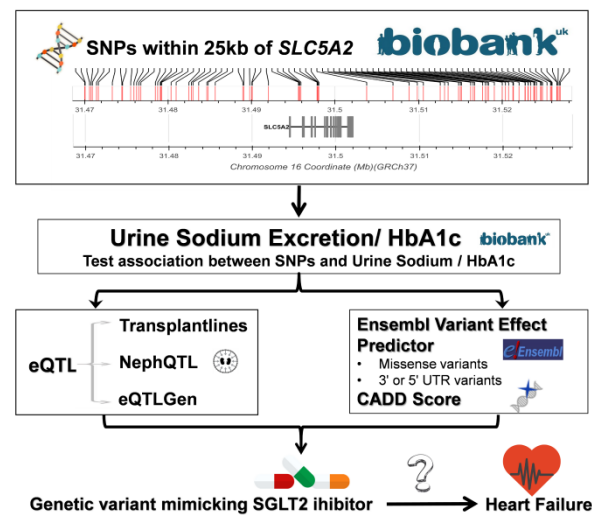 SNPs within 25kb of SLC5A2
biobank uk
31.47 31.48 31.49 31.5 31.51 31.52
SLC5A2
31.47 31.48 31.49 31.5 31.51 31.52
Chromosome 16 Coordinate (Mb)(GRCh37)
Urine Sodium Excretion/ HbA1c
biobank uk
Test association between SNPs and Urine Sodium / HbA1c
eQTL
Transplantlines
NephQTL
eQTLGen
Ensembl Variant Effect
Predictor
• Missense variants
• 3' or 5' UTR variants
CADD Score
e!Ensembl
?
Genetic variant mimicking SGLT2 ihibitor
Heart Failure